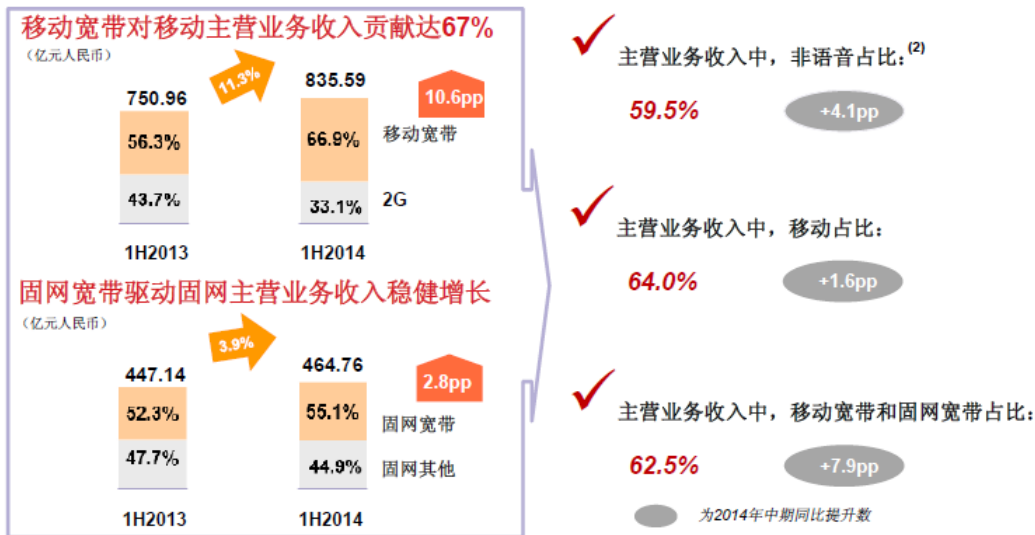 移动宽带对移动主营业务收入贡献达67%
（亿元人民币）
11.3%
750.96
835.59
10.6pp
56.3%
66.9%
移动宽带
43.7%
33.1%
2G
1H2013
1H2014
固网宽带驱动固网主营业务收入稳健增长
（亿元人民币）
3.9%
447.14
464.76
2.8pp
52.3%
55.1%
固网宽带
47.7%
44.9%
固网其他
1H2013
1H2014
主营业务收入中，非语音占比：(2)
59.5%
+4.1pp
主营业务收入中，移动占比：
64.0%
+1.6pp
主营业务收入中，移动宽带和固网宽带占比：
62.5%
+7.9pp
为2014年中期同比提升数